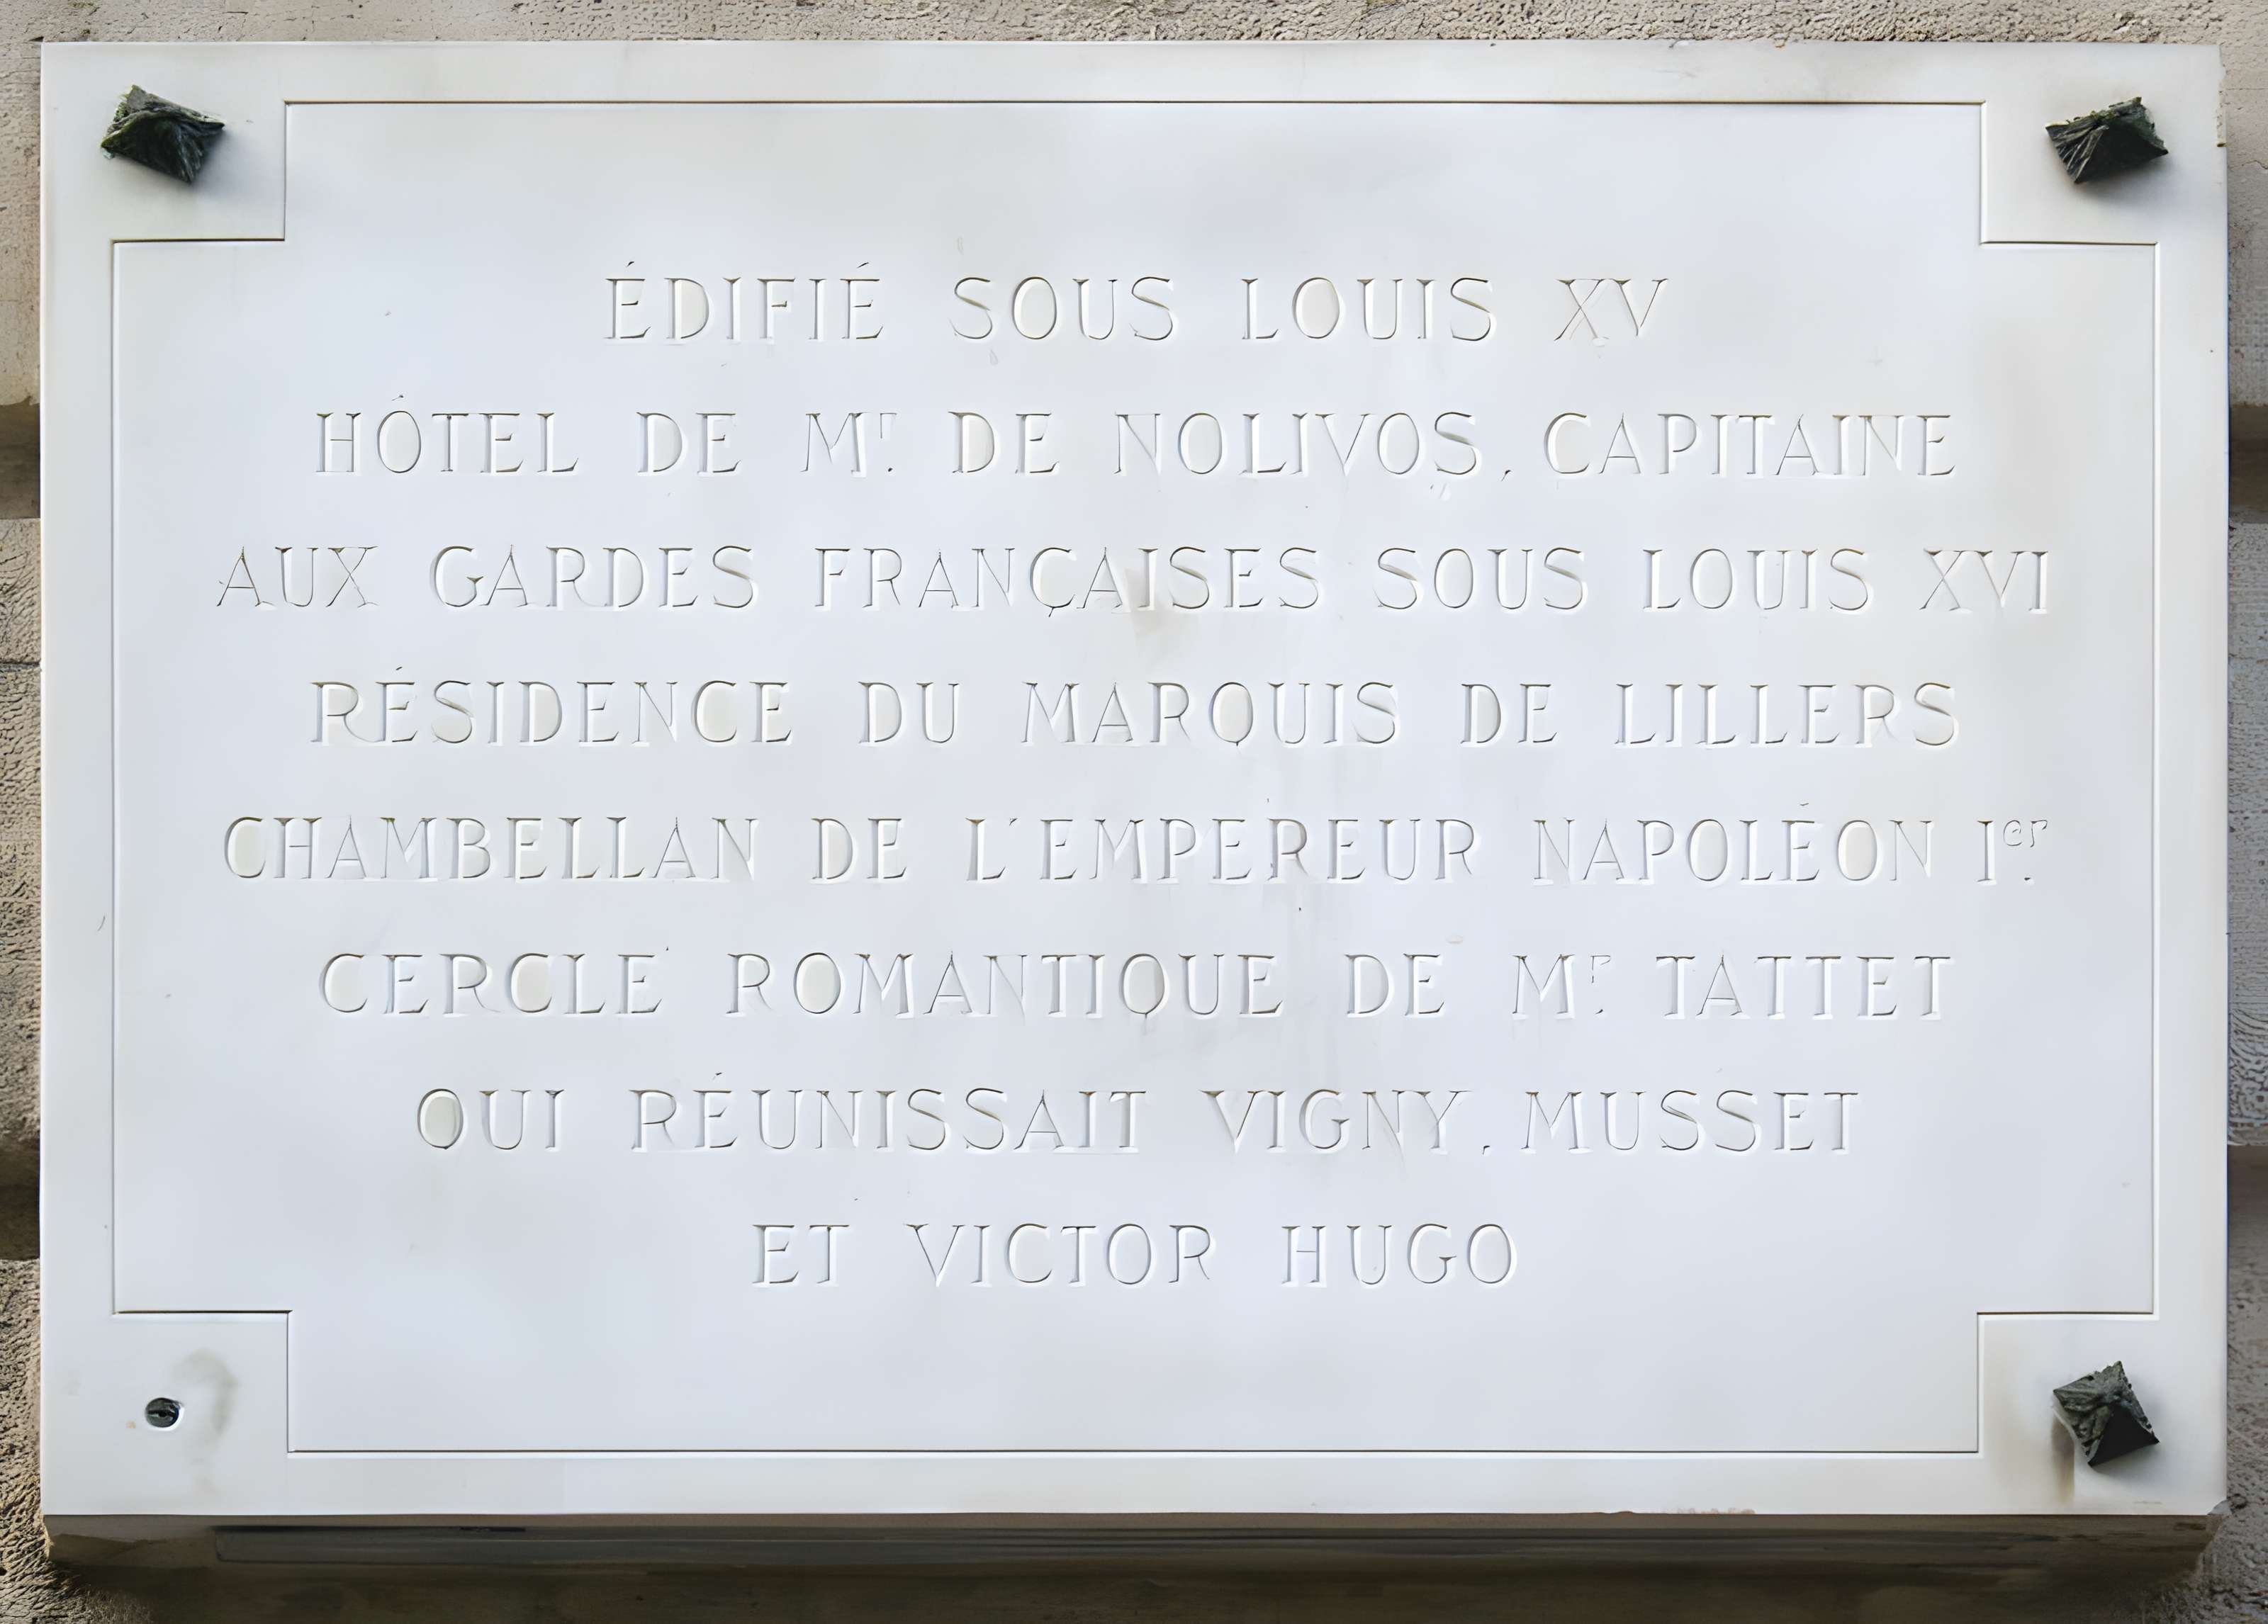 ÉDIFIÉ SOUS LOUIS XV
HÔTEL DE Mr. DE NOLIVOS, CAPITAINE
AUX GARDES FRANÇAISES SOUS LOUIS XVI
RÉSIDENCE DU MARQUIS DE LILLERS
CHAMBELLAN DE L'EMPEREUR NAPOLÉON Ier.
CERCLE ROMANTIQUE DE Mr. TATTET
QUI RÉUNISSAIT VIGNY, MUSSET
ET VICTOR HUGO